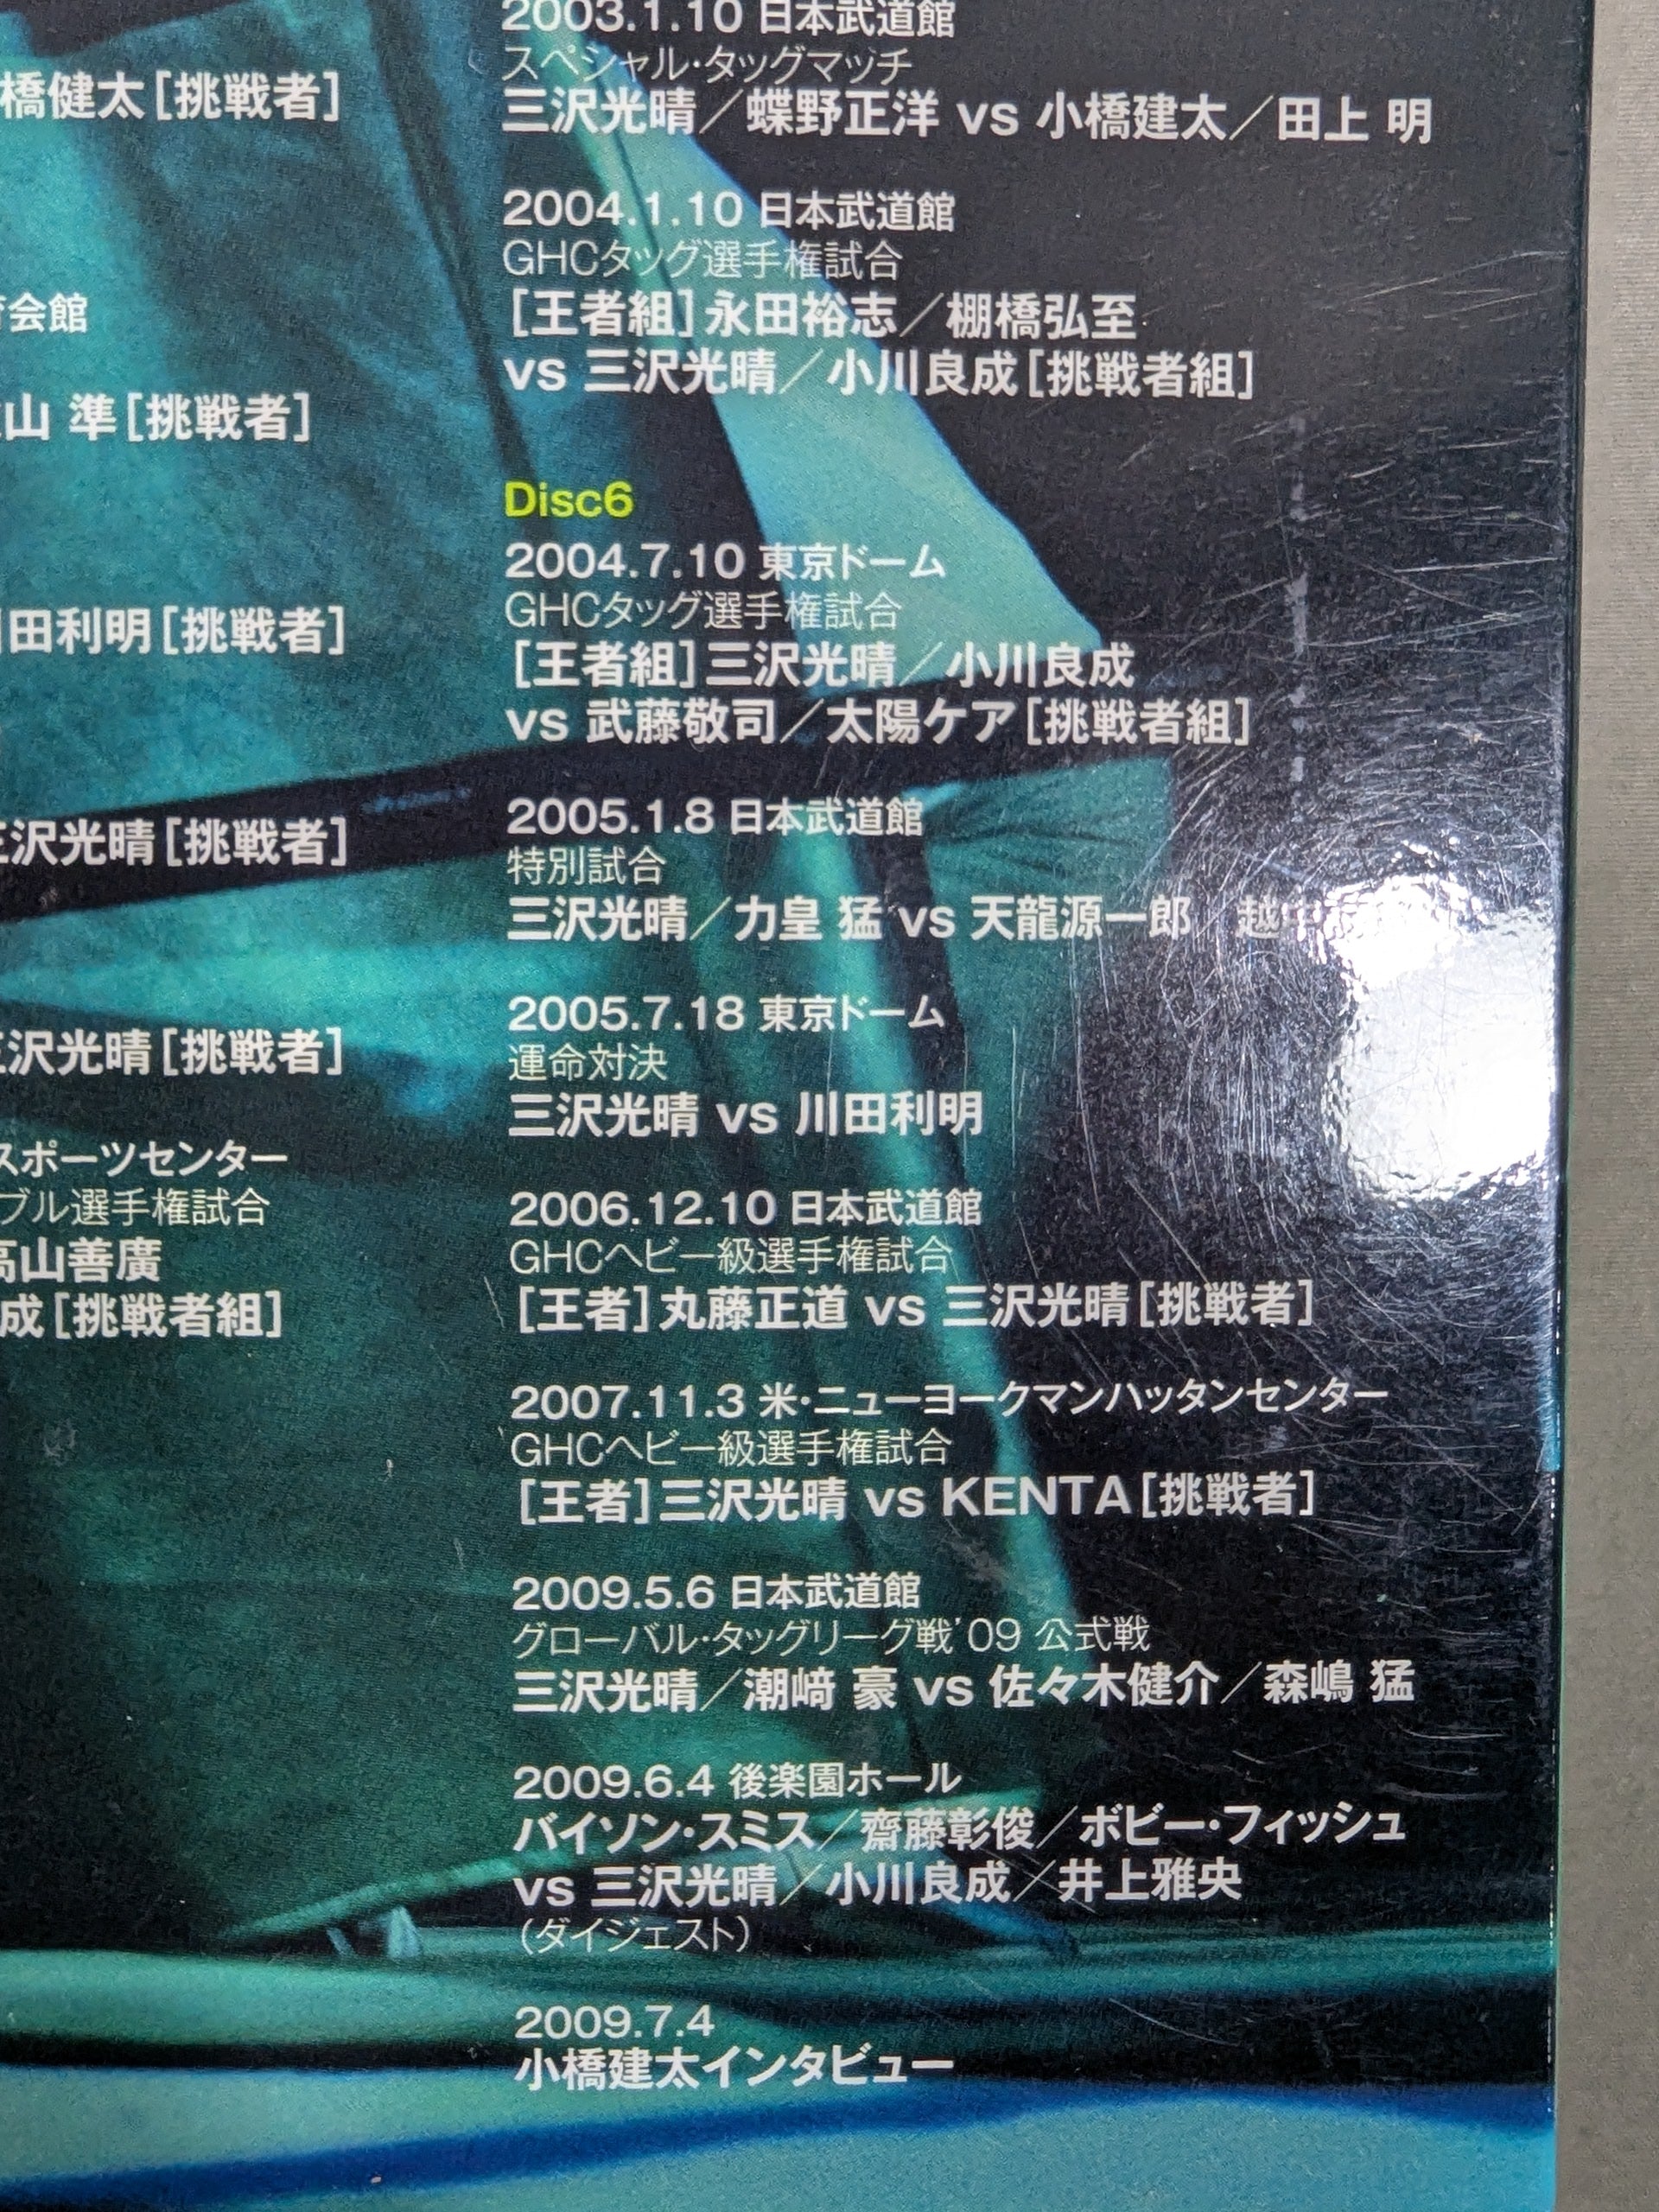 橋健太[挑戦者]
会館
山 準[挑戦者]
田利明[挑戦者]
三沢光晴[挑戦者]
三沢光晴[挑戦者]
スポーツセンター
ブル選手権試合
高山善廣
成[挑戦者組]
2003.1.10 日本武道館
スペシャル・タッグマッチ
三沢光晴／蝶野正洋 vs 小橋建太／田上 明
2004.1.10 日本武道館
GHCタッグ選手権試合
[王者組]永田裕志／棚橋弘至
vs 三沢光晴／小川良成[挑戦者組]
Disc6
2004.7.10 東京ドーム
GHCタッグ選手権試合
[王者組]三沢光晴／小川良成
vs 武藤敬司／太陽ケア[挑戦者組]
2005.1.8 日本武道館
特別試合
三沢光晴／力皇 猛 vs 天龍源一郎 越中
2005.7.18 東京ドーム
運命対決
三沢光晴 vs 川田利明
2006.12.10 日本武道館
GHCヘビー級選手権試合
[王者]丸藤正道 vs 三沢光晴[挑戦者]
2007.11.3 米・ニューヨークマンハッタンセンター
GHCヘビー級選手権試合
[王者]三沢光晴 vs KENTA[挑戦者]
2009.5.6 日本武道館
グローバル・タッグリーグ戦'09 公式戦
三沢光晴／潮﨑 豪 vs 佐々木健介／森嶋 猛
2009.6.4 後楽園ホール
バイソン・スミス／齋藤彰俊／ボビー・フィッシュ
vs 三沢光晴／小川良成／井上雅央
(ダイジェスト)
2009.7.4
小橋建太インタビュー